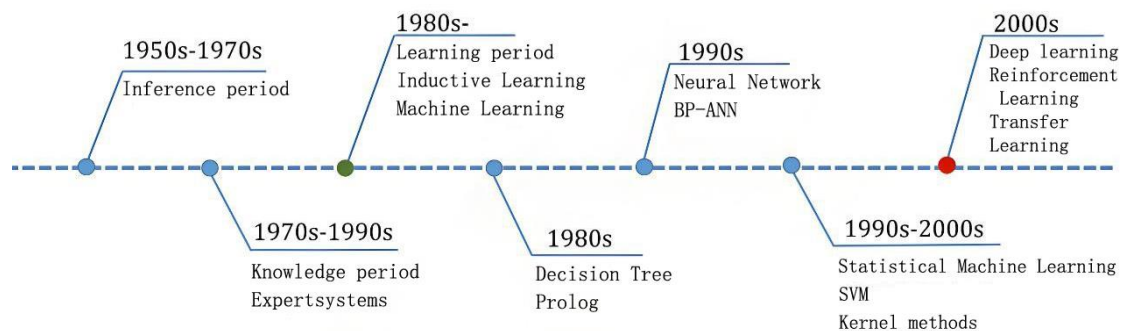 1950s-1970s
Inference period
1970s-1990s
Knowledge period
Expertsystems
1980s-
Learning period
Inductive Learning
Machine Learning
1980s
Decision Tree
Prolog
1990s
Neural Network
BP-ANN
1990s-2000s
Statistical Machine Learning
SVM
Kernel methods
2000s
Deep learning
Reinforcement
Learning
Transfer
Learning